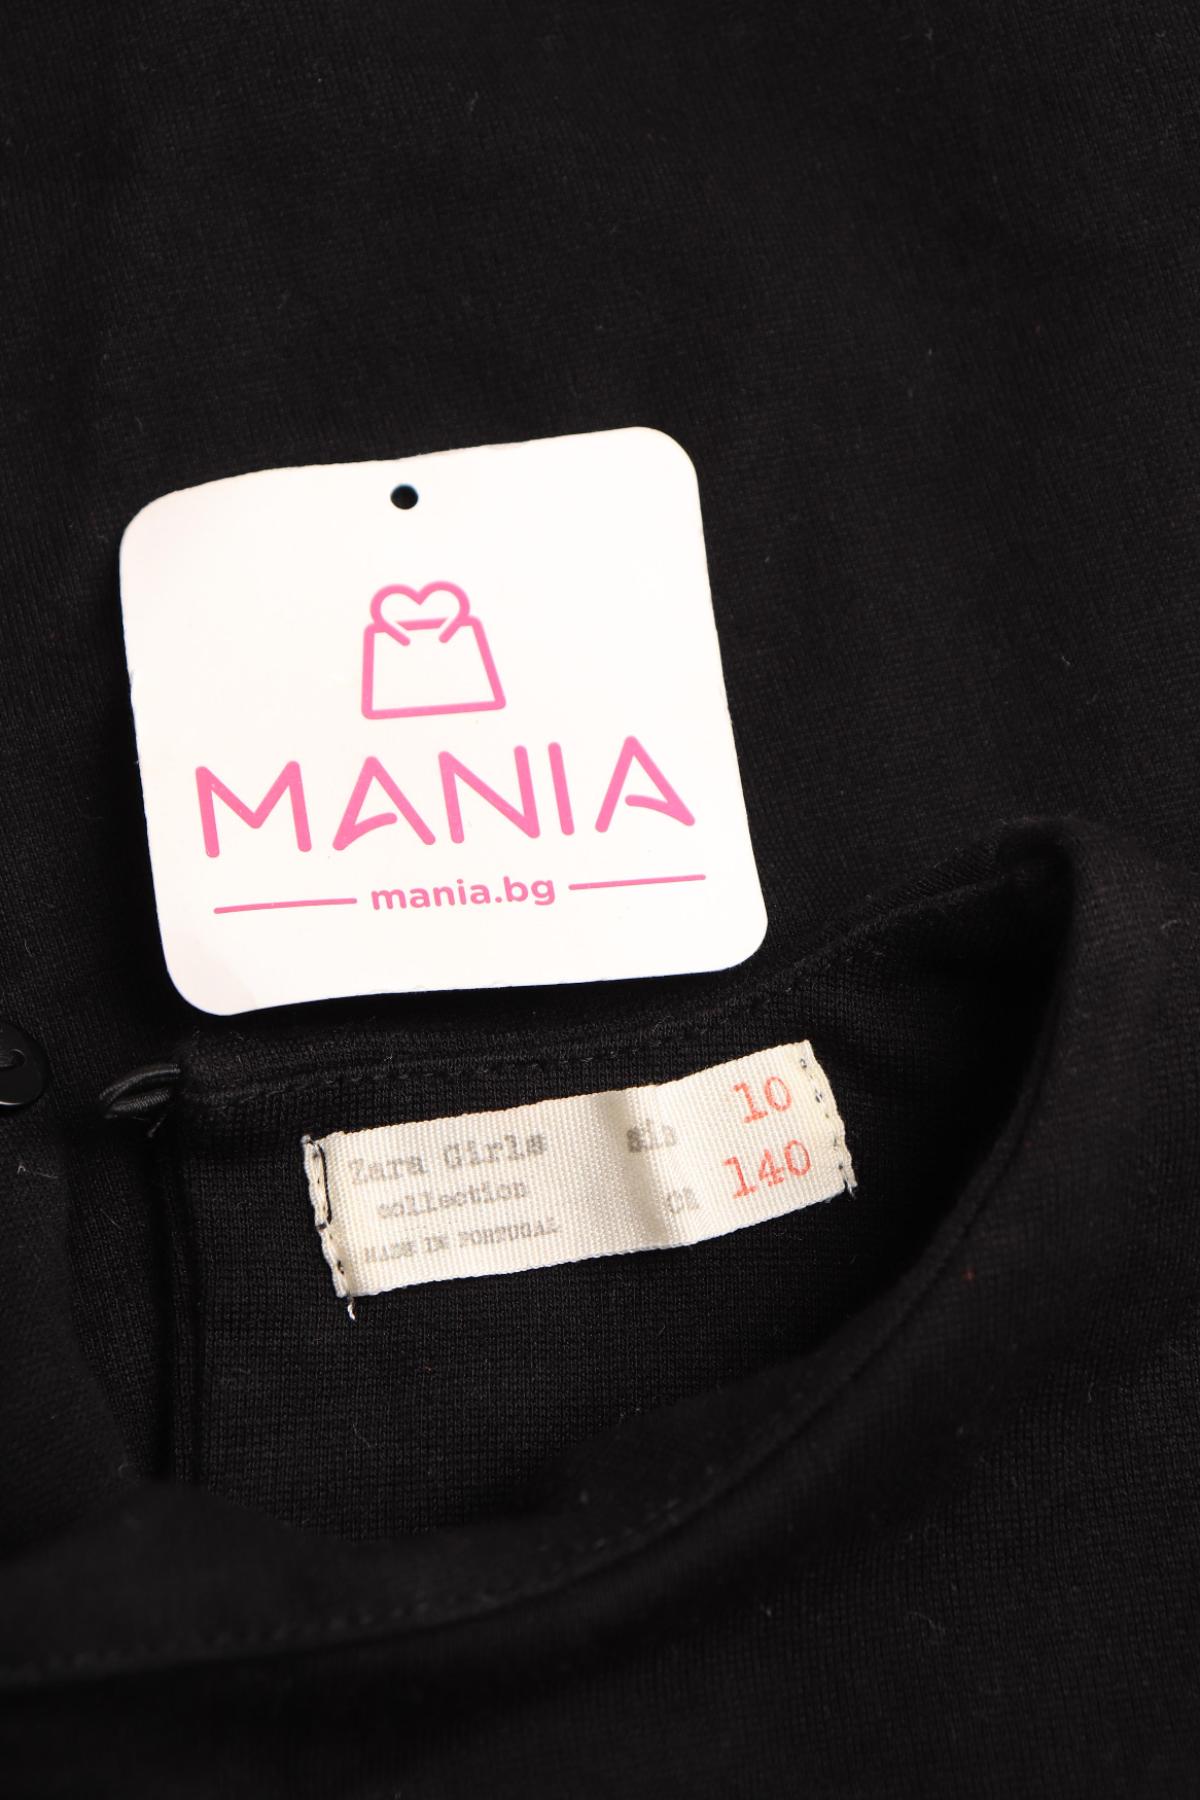 MANIA
mania.bg
Zara Girls
collection
MADE IN PORTUGAL
10
140